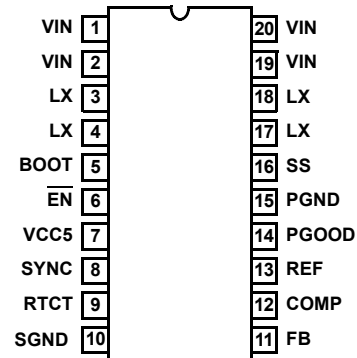 VIN 1 20 VIN
VIN 2 19 VIN
LX 3 18 LX
LX 4 17 LX
BOOT 5 16 SS
EN 6 15 PGND
VCC5 7 14 PGOOD
SYNC 8 13 REF
RTCT 9 12 COMP
SGND 10 11 FB